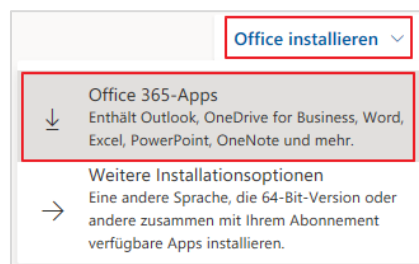 Office installieren
Office 365-Apps
Enthält Outlook, OneDrive for Business, Word,
Excel, PowerPoint, OneNote und mehr.
Weitere Installationsoptionen
Eine andere Sprache, die 64-Bit-Version oder
andere zusammen mit Ihrem Abonnement
verfügbare Apps installieren.